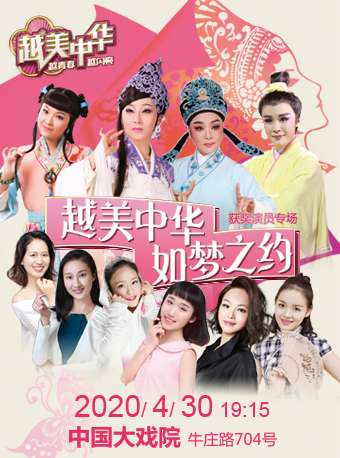 越美中华
越青春 越闪亮
越美中华
获奖演员专场
如梦之约
2020/ 4/ 30 19:15
中国大戏院 牛庄路704号